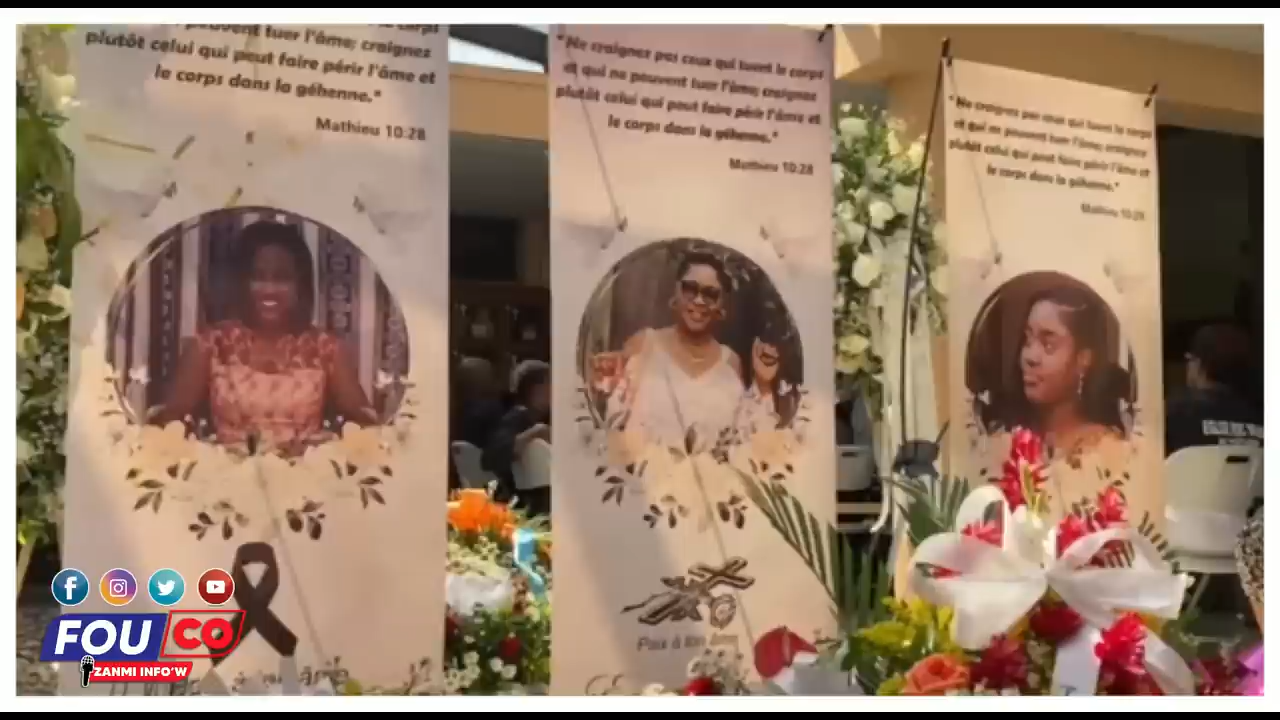 peuvent tuer l'âme; craignez
plutôt celui qui peut faire périr l'âme et
le corps dans la géhenne."
Mathieu 10:28
"Ne craignez pas ceux qui tuent le corps
et qui ne peuvent tuer l'âme; craignez
plutôt celui qui peut faire périr l'âme et
le corps dans la géhenne."
Mathieu 10:28
Paix à ton âme
"Ne craignez pas ceux qui tuent le corps
et qui ne peuvent tuer l'âme; craignez
plutôt celui qui peut faire périr l'âme et
le corps dans la géhenne."
Mathieu 10:28
FOU CO
ZANMI INFO'W